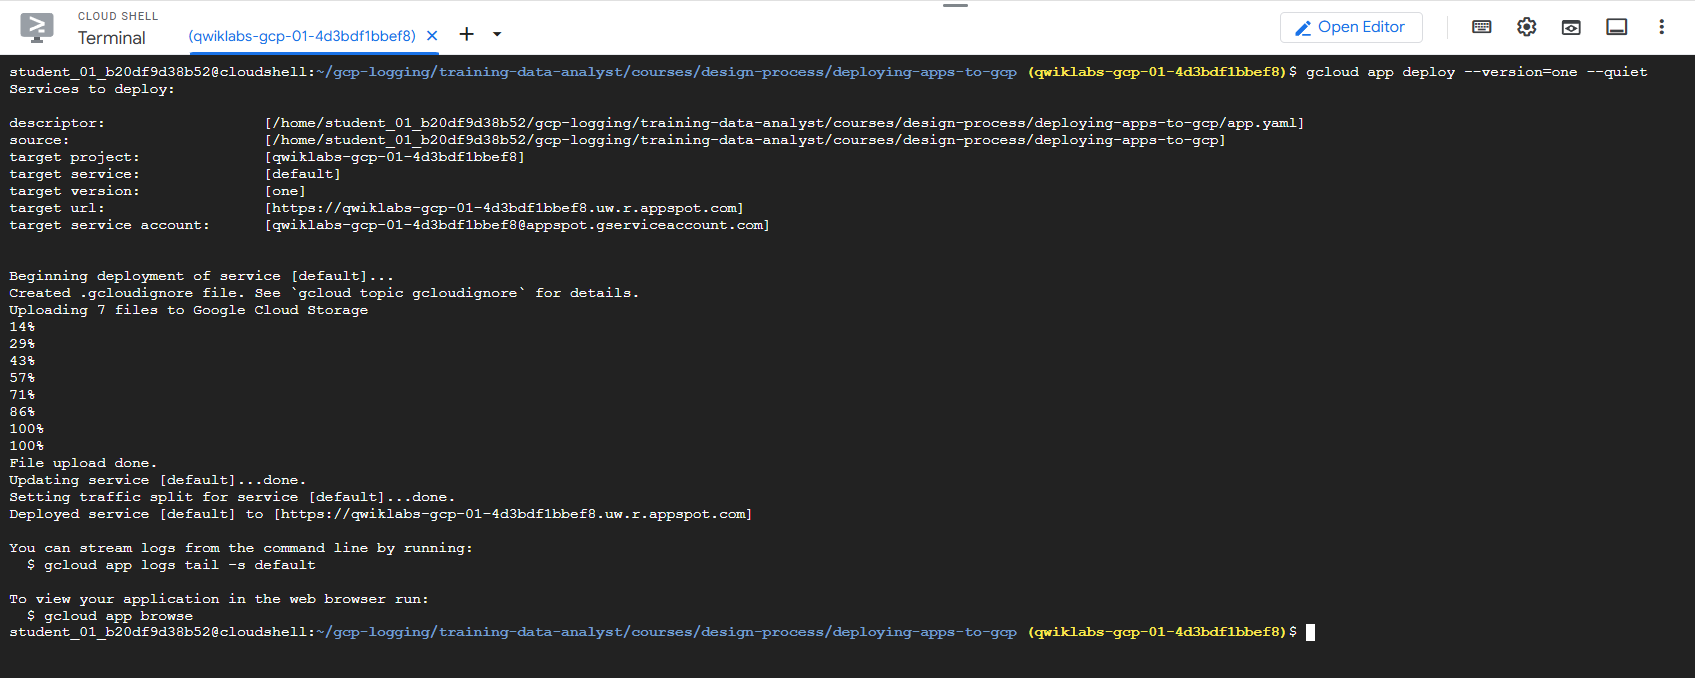 CLOUD SHELL
Terminal
(qwiklabs-gcp-01-4d3bdf1bbef8)
Open Editor
student_01_b20df9d38b52@cloudshell:~/gcp-logging/training-data-analyst/courses/design-process/deploying-apps-to-gcp (qwiklabs-gcp-01-4d3bdf1bbef8)$ gcloud app deploy --version=one --quiet
Services to deploy:
descriptor: [/home/student_01_b20df9d38b52/gcp-logging/training-data-analyst/courses/design-process/deploying-apps-to-gcp/app.yaml]
source: [/home/student_01_b20df9d38b52/gcp-logging/training-data-analyst/courses/design-process/deploying-apps-to-gcp]
target project: [qwiklabs-gcp-01-4d3bdf1bbef8]
target service: [default]
target version: [one]
target url: [https://qwiklabs-gcp-01-4d3bdf1bbef8.uw.r.appspot.com]
target service account: [qwiklabs-gcp-01-4d3bdf1bbef8@appspot.gserviceaccount.com]
Beginning deployment of service [default]...
Created .gcloudignore file. See `gcloud topic gcloudignore` for details.
Uploading 7 files to Google Cloud Storage
14%
29%
43%
57%
71%
86%
100%
100%
File upload done.
Updating service [default]...done.
Setting traffic split for service [default]...done.
Deployed service [default] to [https://qwiklabs-gcp-01-4d3bdf1bbef8.uw.r.appspot.com]
You can stream logs from the command line by running:
$ gcloud app logs tail -s default
To view your application in the web browser run:
$ gcloud app browse
student_01_b20df9d38b52@cloudshell:~/gcp-logging/training-data-analyst/courses/design-process/deploying-apps-to-gcp (qwiklabs-gcp-01-4d3bdf1bbef8)$